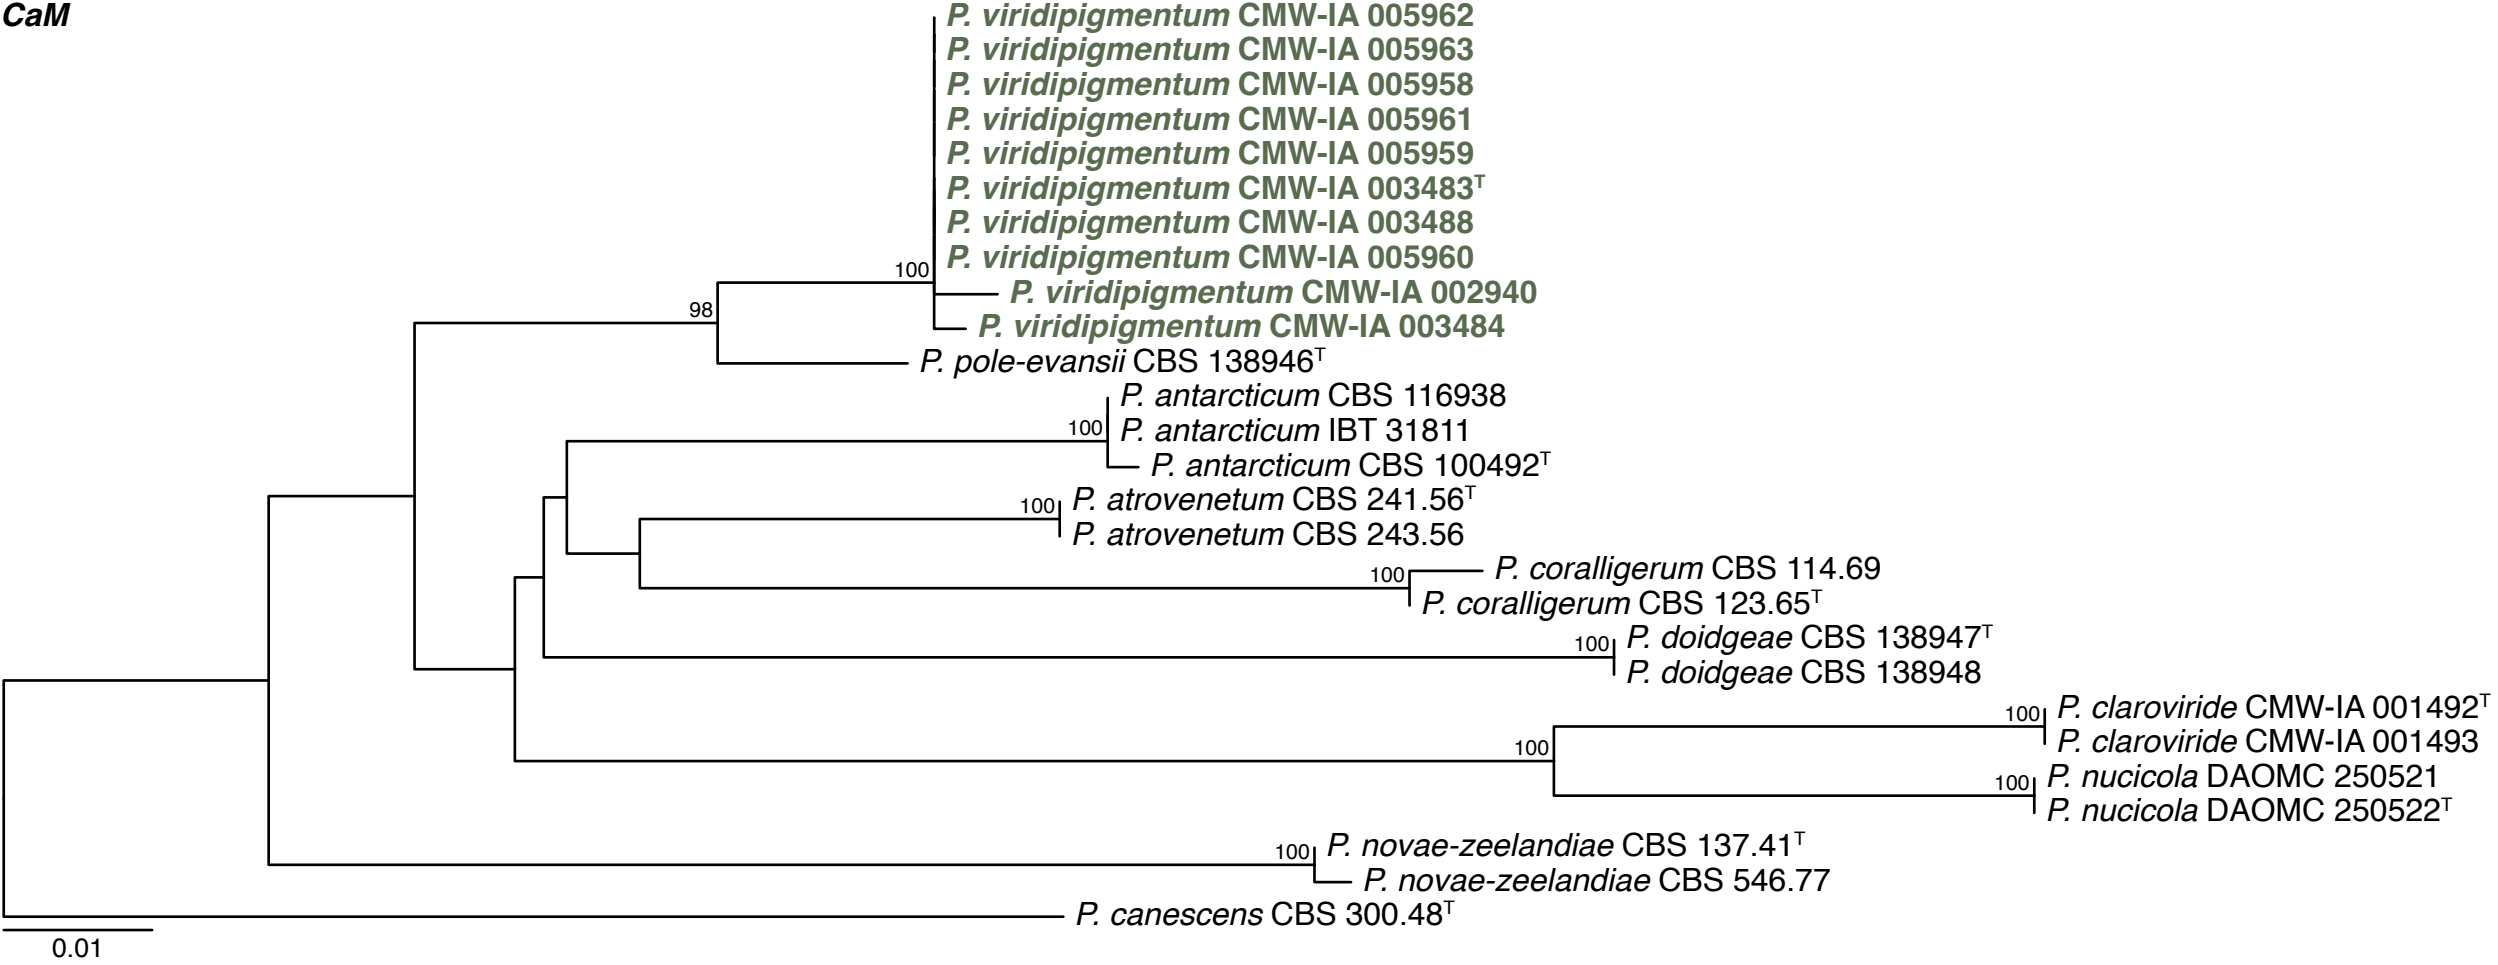 CaM
P. viridipigmentum CMW-IA 005962
P. viridipigmentum CMW-IA 005963
P. viridipigmentum CMW-IA 005958
P. viridipigmentum CMW-IA 005961
P. viridipigmentum CMW-IA 005959
P. viridipigmentum CMW-IA 003483ᵀ
P. viridipigmentum CMW-IA 003488
P. viridipigmentum CMW-IA 005960
100
P. viridipigmentum CMW-IA 002940
98
P. viridipigmentum CMW-IA 003484
P. pole-evansii CBS 138946ᵀ
P. antarcticum CBS 116938
100
P. antarcticum IBT 31811
P. antarcticum CBS 100492ᵀ
100
P. atrovenetum CBS 241.56ᵀ
P. atrovenetum CBS 243.56
100
P. coralligerum CBS 114.69
P. coralligerum CBS 123.65ᵀ
100
P. doidgeae CBS 138947ᵀ
P. doidgeae CBS 138948
100
P. claroviride CMW-IA 001492ᵀ
P. claroviride CMW-IA 001493
100
100
P. nucicola DAOMC 250521
P. nucicola DAOMC 250522ᵀ
100
P. novae-zeelandiae CBS 137.41ᵀ
P. novae-zeelandiae CBS 546.77
P. canescens CBS 300.48ᵀ
0.01